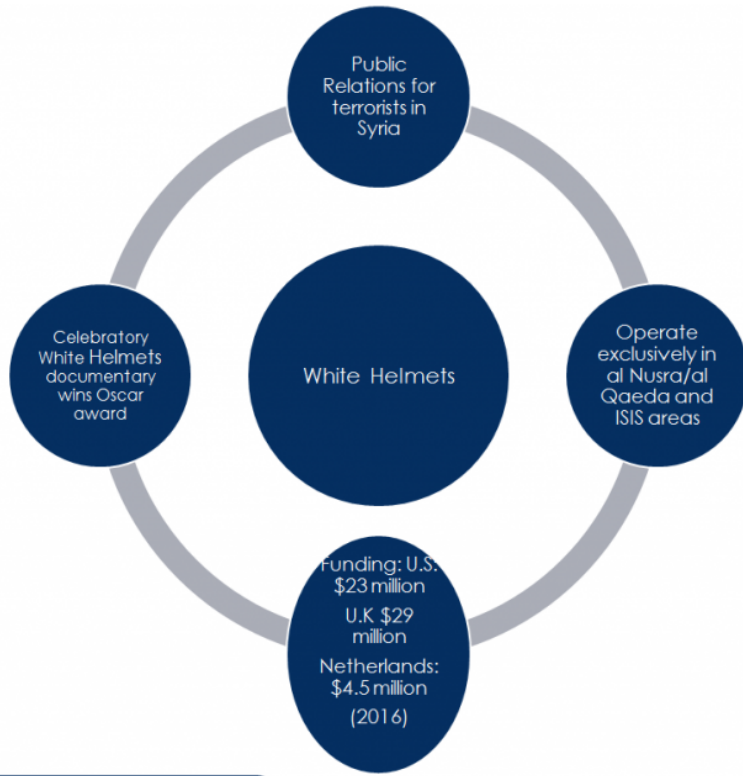 Public
Relations for
terrorists in
Syria
Celebratory
White Helmets
documentary
wins Oscar
award
White Helmets
Operate
exclusively in
al Nusra/al
Qaeda and
ISIS areas
Funding: U.S.
$23 million
U.K $29
million
Netherlands:
$4.5 million
(2016)